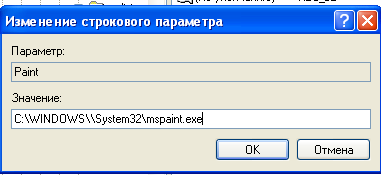 Изменение строкового параметра
Параметр:
Paint
Значение:
C:\WINDOWS\\System32\mspaint.exe
OK
Отмена